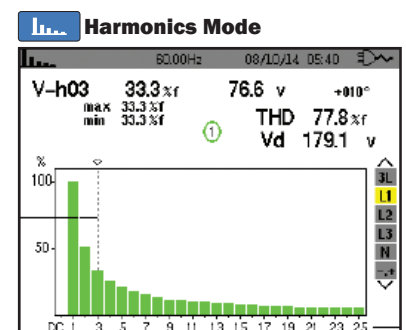 Harmonics Mode
60.00Hz 08/10/14 05:40
V-h03 33.3%f 76.6 v +010°
max 33.3%f
min 33.3%f
1
THD 77.8%f
Vd 179.1 v
%
100
50
3L
L1
L2
L3
N
-.+
DC 1 3 5 7 9 11 13 15 17 19 21 23 25